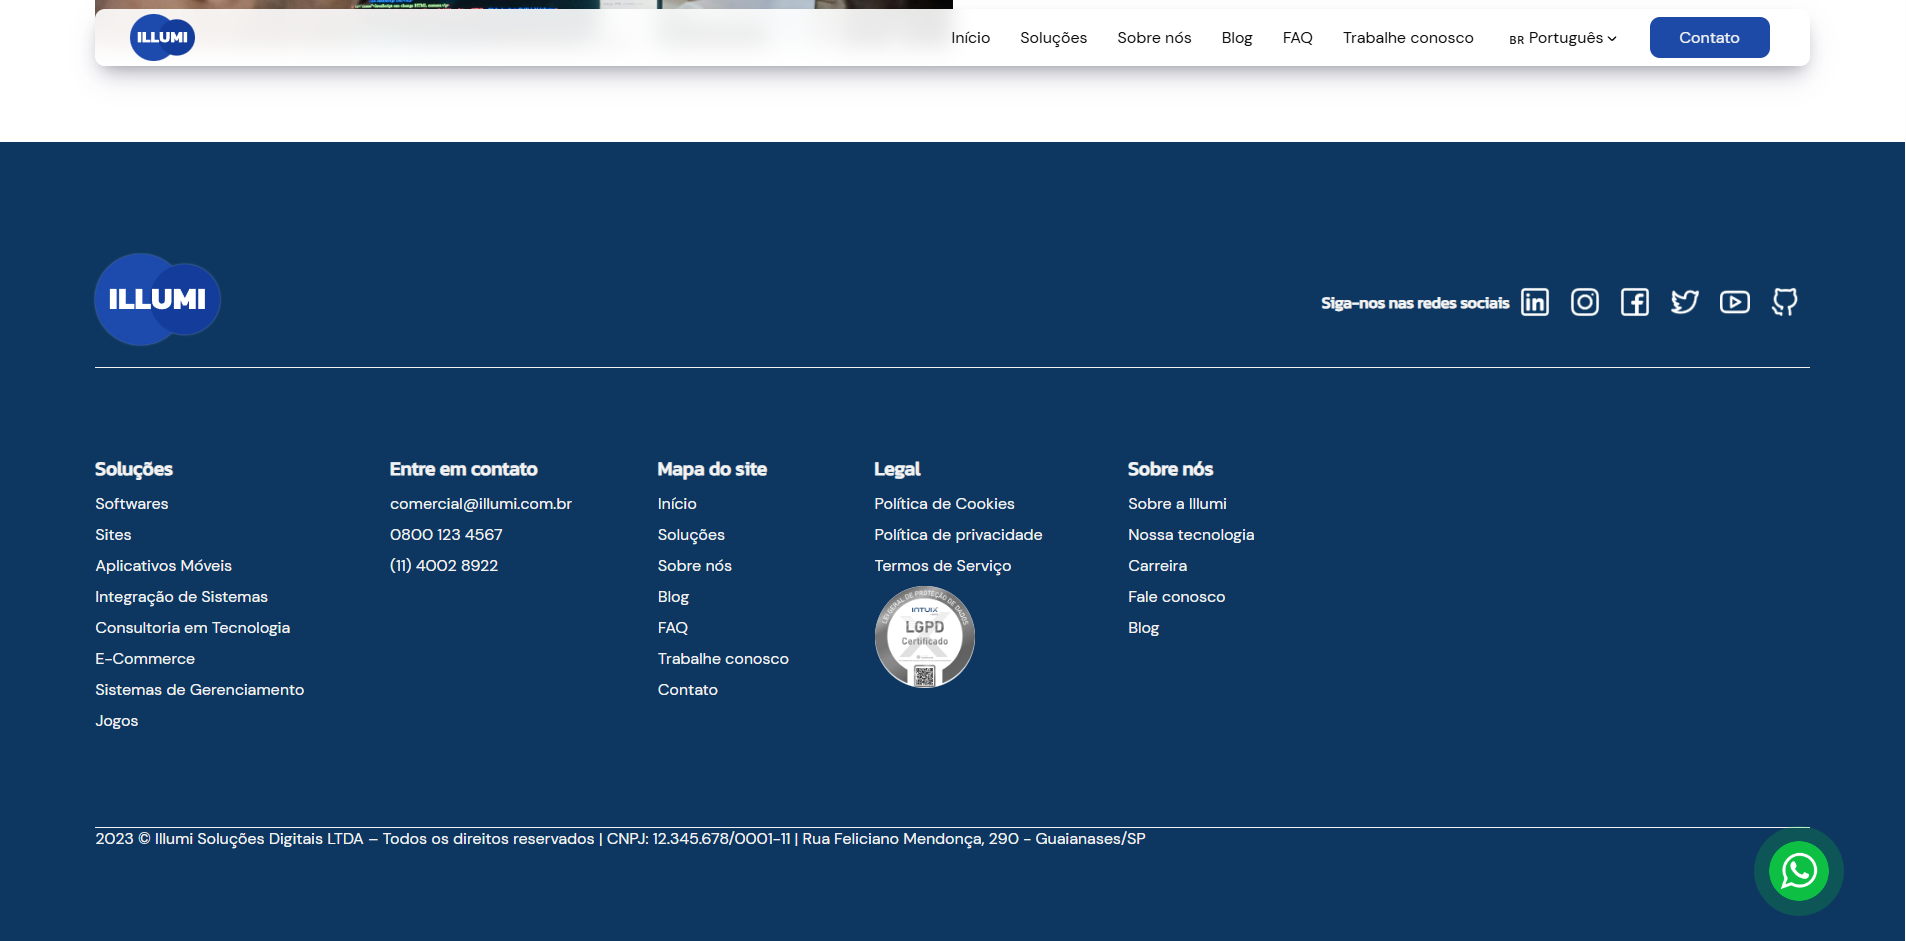 ILLUMI
Início Soluções Sobre nós Blog FAQ Trabalhe conosco BR Português Contato
ILLUMI
Siga-nos nas redes sociais
Soluções
Softwares
Sites
Aplicativos Móveis
Integração de Sistemas
Consultoria em Tecnologia
E-Commerce
Sistemas de Gerenciamento
Jogos
Entre em contato
comercial@illumi.com.br
0800 123 4567
(11) 4002 8922
Mapa do site
Início
Soluções
Sobre nós
Blog
FAQ
Trabalhe conosco
Contato
Legal
Política de Cookies
Política de privacidade
Termos de Serviço
LEI GERAL DE PROTEÇÃO DE DADOS
INTUIX
LGPD
Certificado
Sobre nós
Sobre a Illumi
Nossa tecnologia
Carreira
Fale conosco
Blog
2023 © Illumi Soluções Digitais LTDA – Todos os direitos reservados | CNPJ: 12.345.678/0001-11 | Rua Feliciano Mendonça, 290 - Guaianases/SP